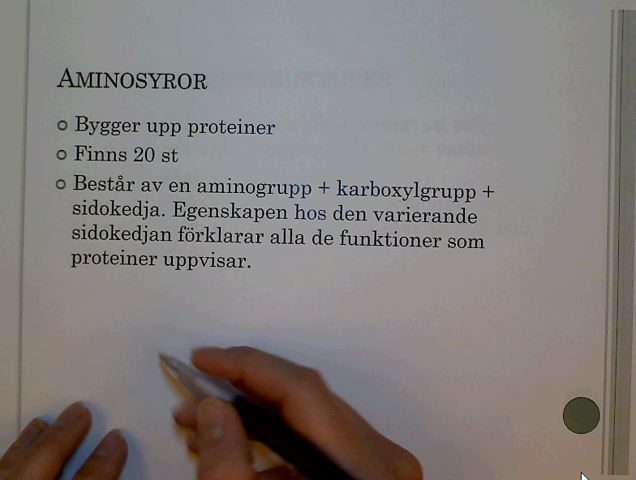 AMINOSYROR
Bygger upp proteiner
Finns 20 st
Består av en aminogrupp + karboxylgrupp +
sidokedja. Egenskapen hos den varierande
sidokedjan förklarar alla de funktioner som
proteiner uppvisar.